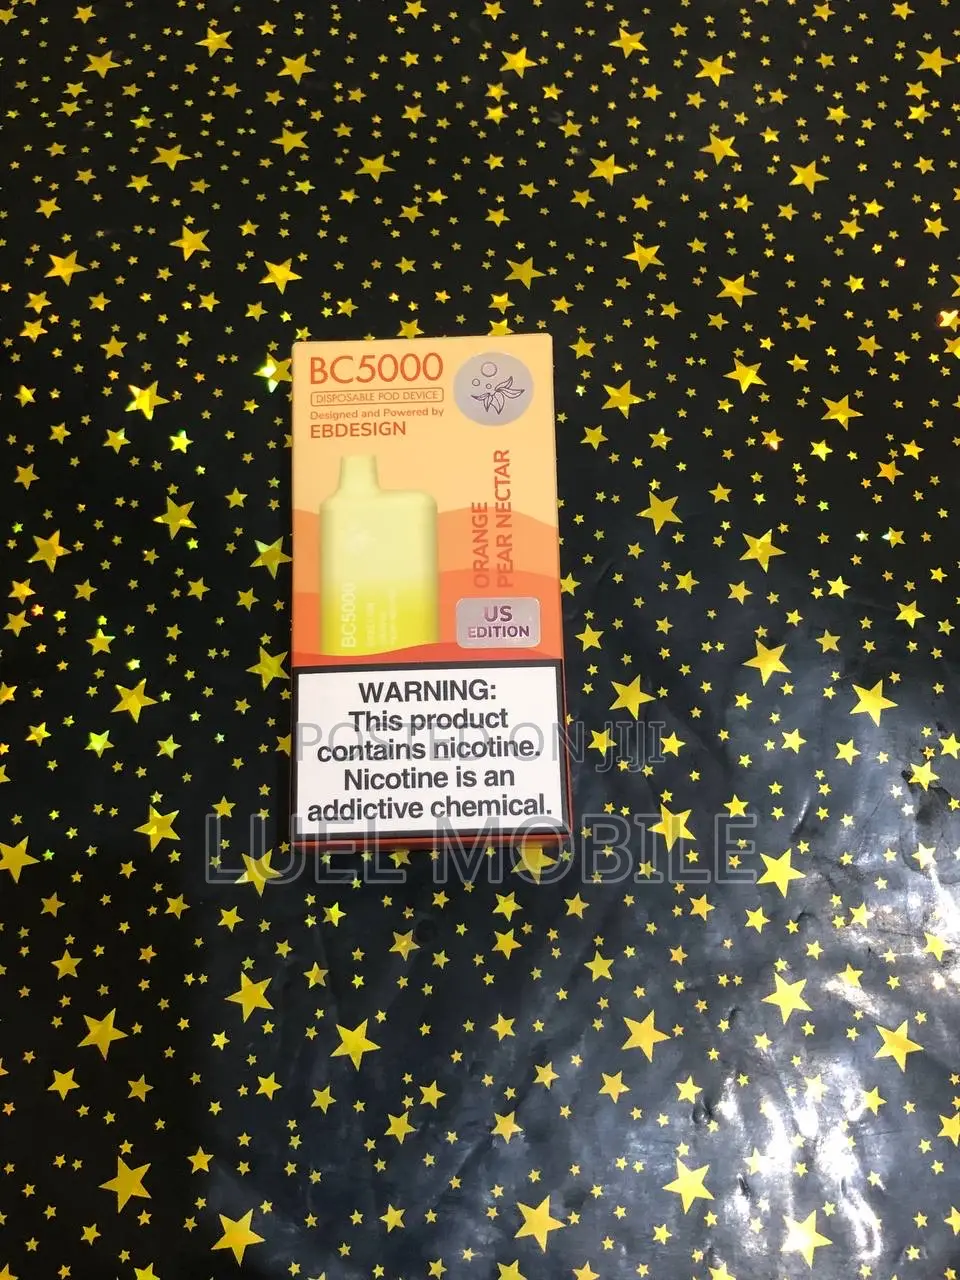 BC5000
DISPOSABLE POD DEVICE
Designed and Powered by
EBDESIGN
ORANGE
PEAR NECTAR
BC5000
US
EDITION
WARNING:
This product
contains nicotine.
Nicotine is an
addictive chemical.
POSTED ON JIJI
LUEL MOBILE